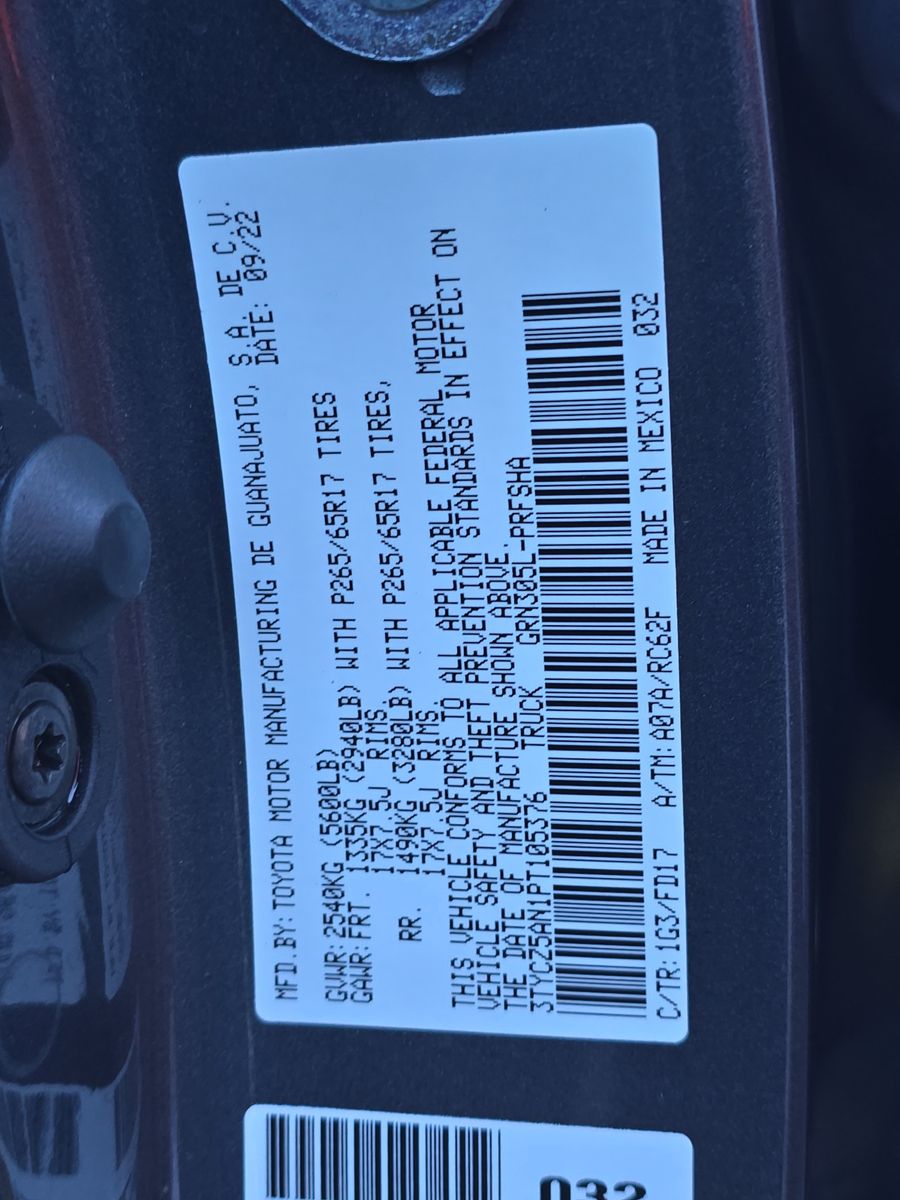 MFD.BY: TOYOTA MOTOR MANUFACTURING DE GUANAJUATO, S.A. DE C.V.
DATE: 09/22
GVWR: 2540KG (5600LB)
GAWR: FRT. 1335KG (2940LB) WITH P265/65R17 TIRES
17X7.5J RIMS.
RR. 1490KG (3280LB) WITH P265/65R17 TIRES,
17X7.5J RIMS.
THIS VEHICLE CONFORMS TO ALL APPLICABLE FEDERAL MOTOR
VEHICLE SAFETY AND THEFT PREVENTION STANDARDS IN EFFECT ON
THE DATE OF MANUFACTURE SHOWN ABOVE.
3TYCZ5AN1PT105376 TRUCK GRN305L-PRFSHA
C/TR: 1G3/FD17 A/TM: A07A/RC62F MADE IN MEXICO 032
032